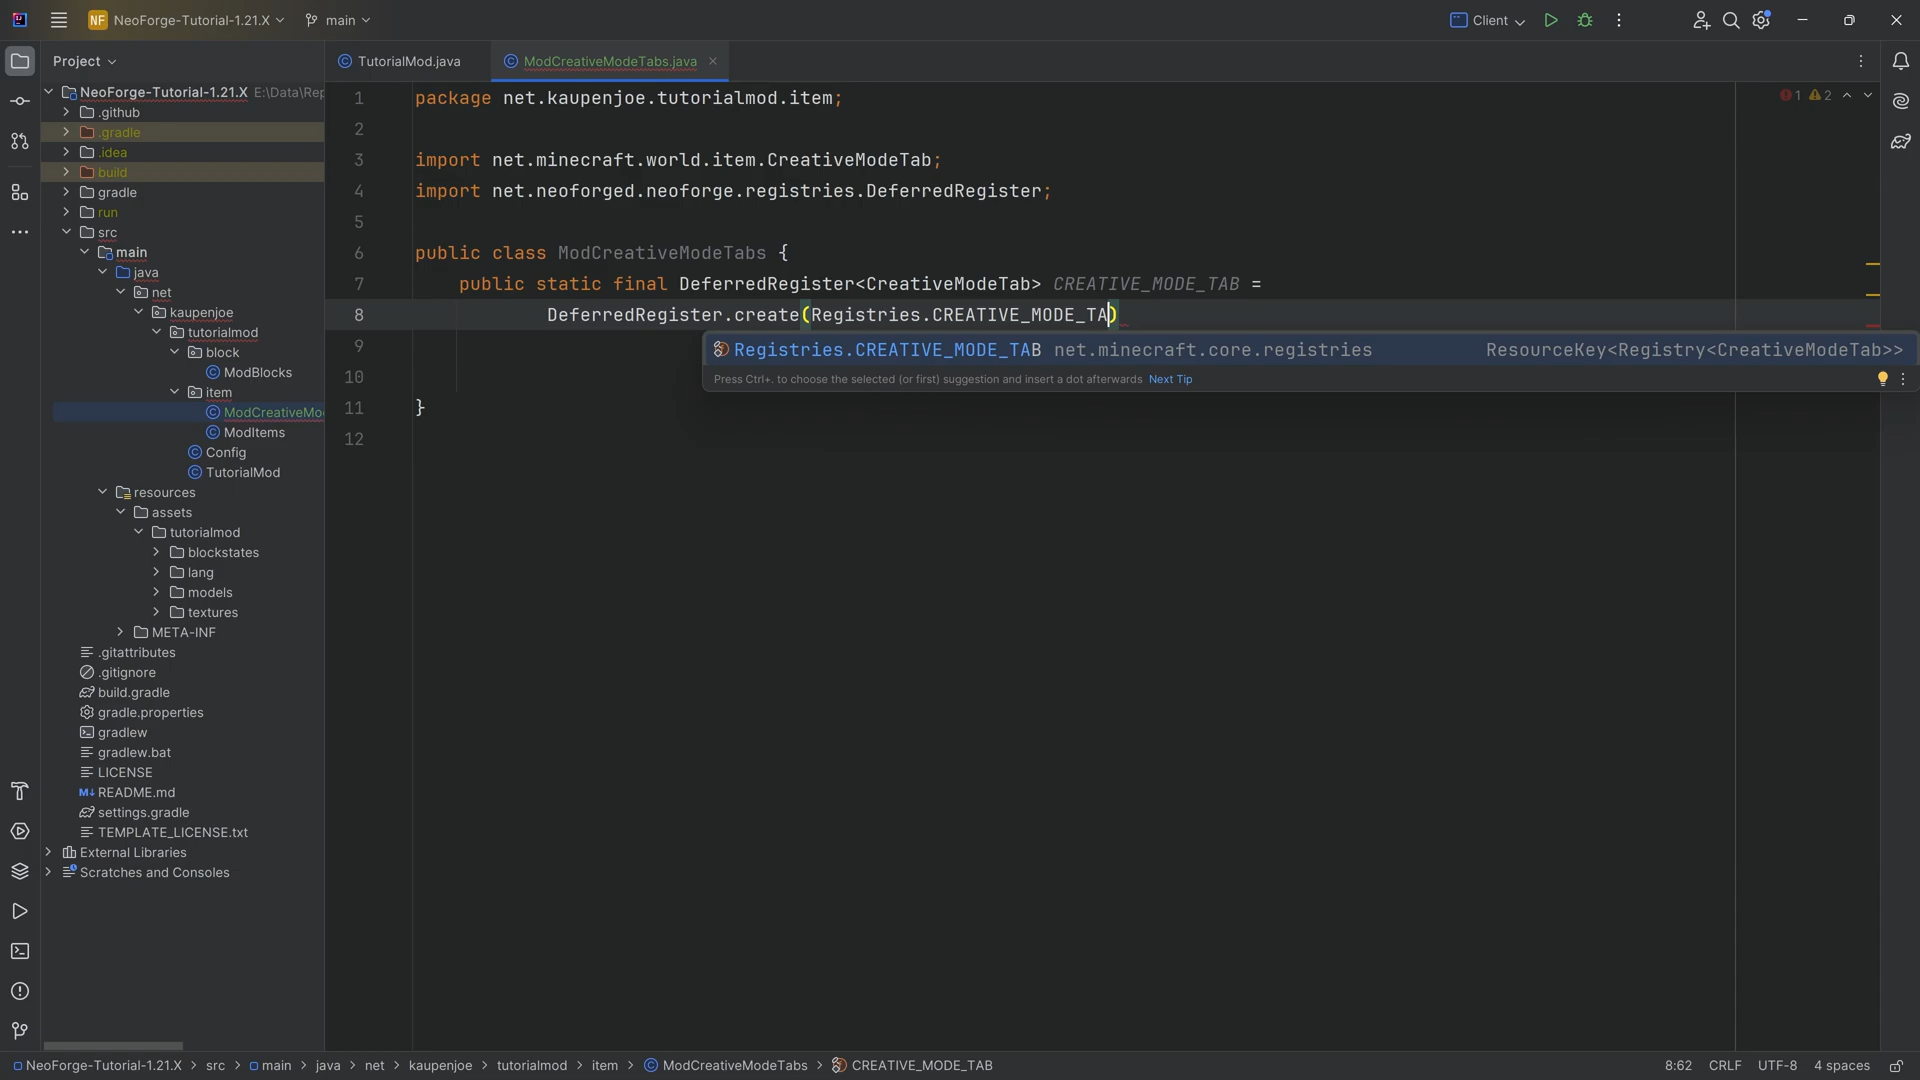 NF NeoForge-Tutorial-1.21.X main Client
Project TutorialMod.java ModCreativeModeTabs.java
NeoForge-Tutorial-1.21.X E:\Data\Rep
.github
.gradle
.idea
build
gradle
run
src
main
java
net
kaupenjoe
tutorialmod
block
ModBlocks
item
ModCreativeMo
ModItems
Config
TutorialMod
resources
assets
tutorialmod
blockstates
lang
models
textures
META-INF
.gitattributes
.gitignore
build.gradle
gradle.properties
gradlew
gradlew.bat
LICENSE
M↓ README.md
settings.gradle
TEMPLATE_LICENSE.txt
External Libraries
Scratches and Consoles
1 package net.kaupenjoe.tutorialmod.item;
2
3 import net.minecraft.world.item.CreativeModeTab;
4 import net.neoforged.neoforge.registries.DeferredRegister;
5
6 public class ModCreativeModeTabs {
7 public static final DeferredRegister<CreativeModeTab> CREATIVE_MODE_TAB =
8 DeferredRegister.create(Registries.CREATIVE_MODE_TA)
9
10
11 }
12
1 2
Registries.CREATIVE_MODE_TAB net.minecraft.core.registries ResourceKey<Registry<CreativeModeTab>>
Press Ctrl+. to choose the selected (or first) suggestion and insert a dot afterwards Next Tip
NeoForge-Tutorial-1.21.X > src > main > java > net > kaupenjoe > tutorialmod > item > ModCreativeModeTabs > CREATIVE_MODE_TAB 8:62 CRLF UTF-8 4 spaces